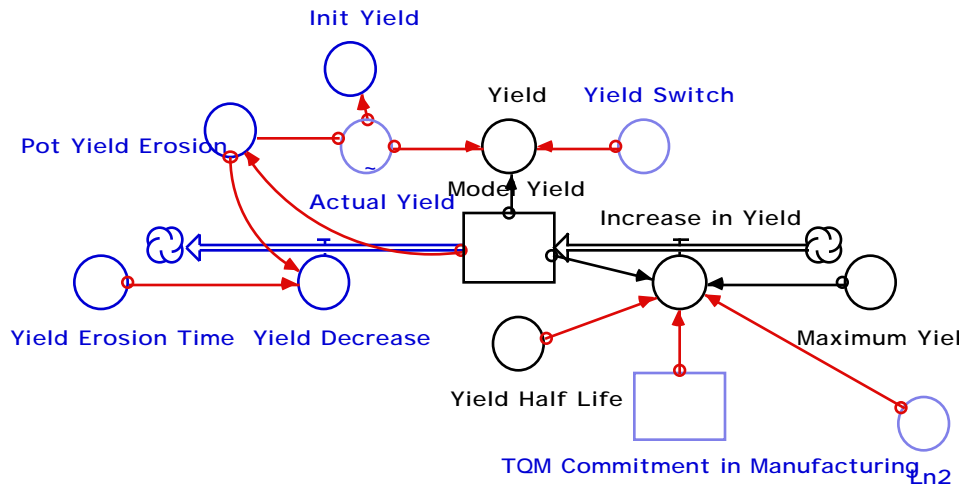 Init Yield
Yield
Yield Switch
Pot Yield Erosion
~
Actual Yield
Model Yield
Increase in Yield
Yield Erosion Time
Yield Decrease
Maximum Yiel
Yield Half Life
TQM Commitment in Manufacturing
Ln2